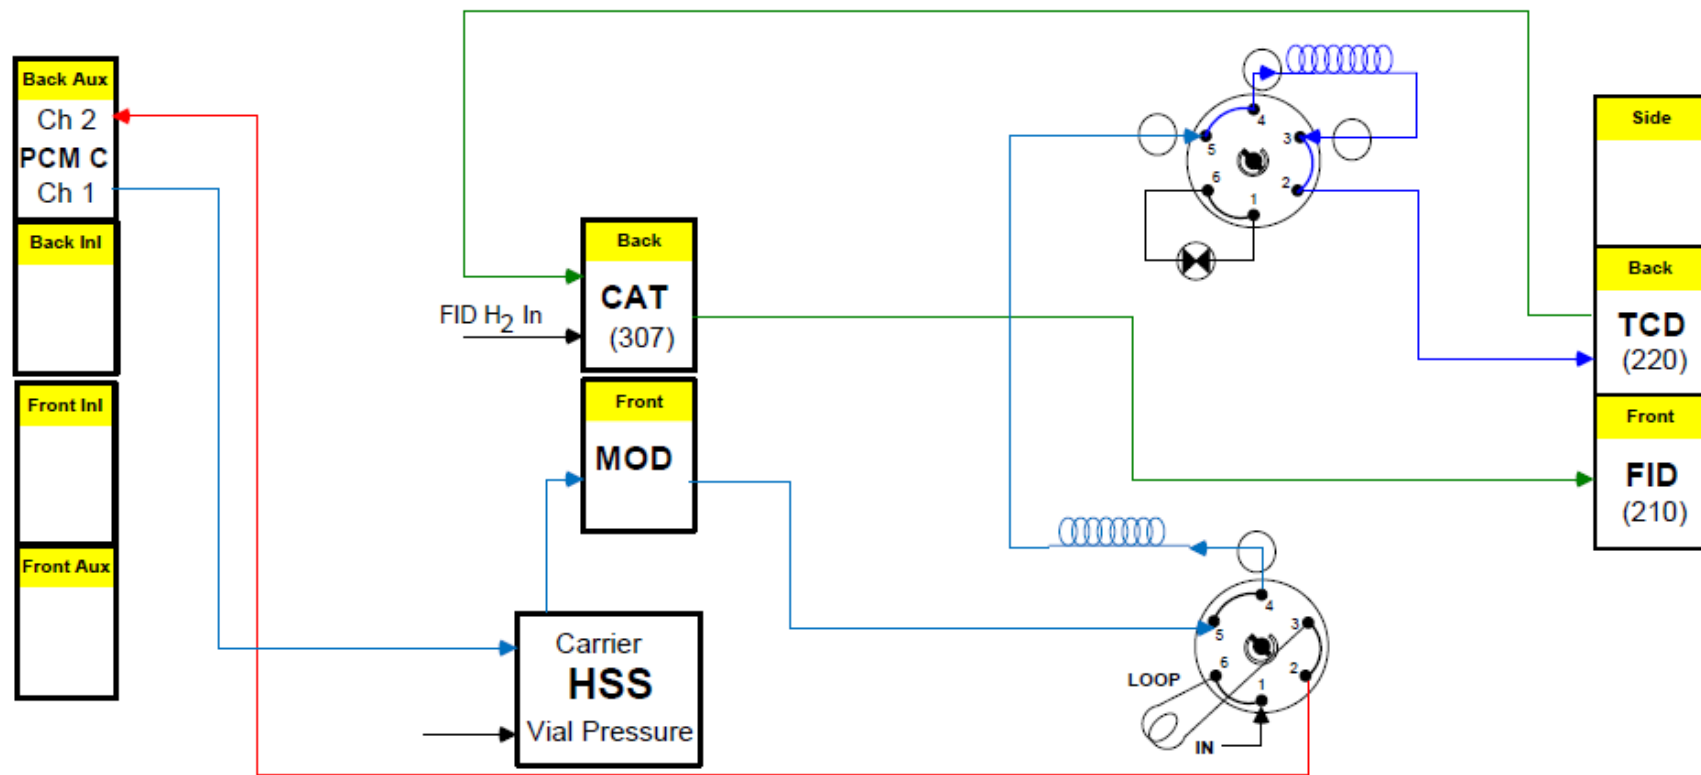 Back Aux
Ch 2
PCM C
Ch 1
Back Inl
Front Inl
Front Aux
FID H2 In
Back
CAT
(307)
Front
MOD
Carrier
HSS
Vial Pressure
4
5
3
6
2
1
4
5
3
6
2
1
LOOP
IN
Side
Back
TCD
(220)
Front
FID
(210)